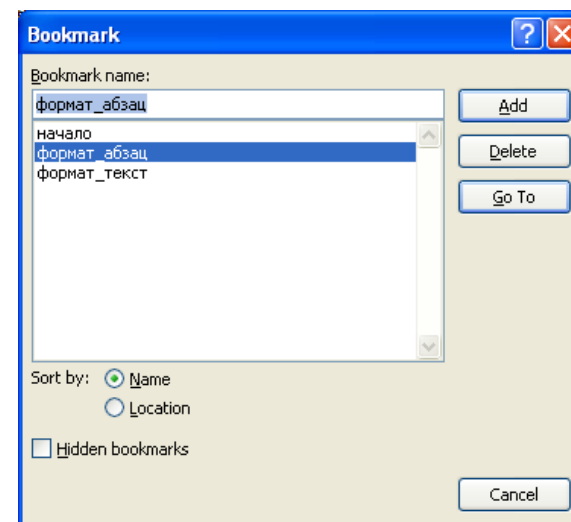 Bookmark
Bookmark name:
формат_абзац
Add
начало
формат_абзац
формат_текст
Delete
Go To
Sort by:
Name
Location
Hidden bookmarks
Cancel